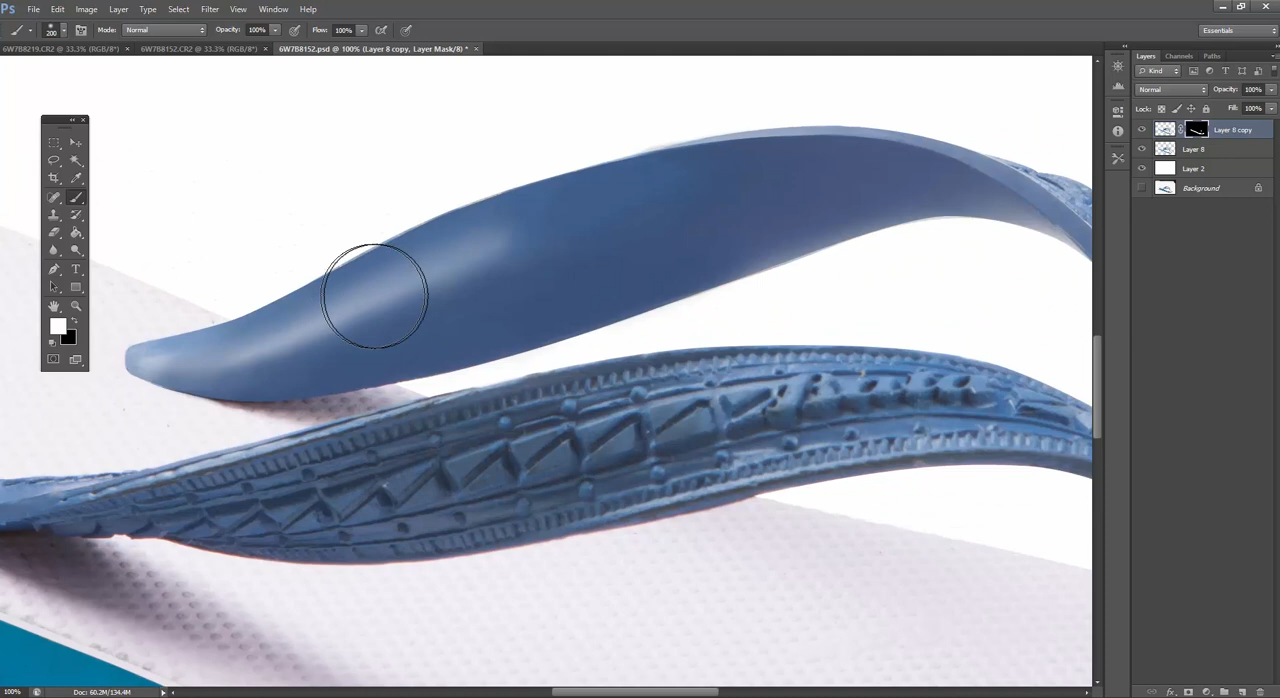 Ps File Edit Image Layer Type Select Filter View Window Help
200 Mode: Normal Opacity: 100% Flow: 100% Essentials
6W7B8219.CR2 @ 33.3% (RGB/8*) × 6W7B8152.CR2 @ 33.3% (RGB/8*) × 6W7B8152.psd @ 100% (Layer 8 copy, Layer Mask/8) * ×
Layers Channels Paths
Kind
Normal Opacity: 100%
Lock: Fill: 100%
Layer 8 copy
Layer 8
Layer 2
Background
100% Doc: 60.2M/134.4M